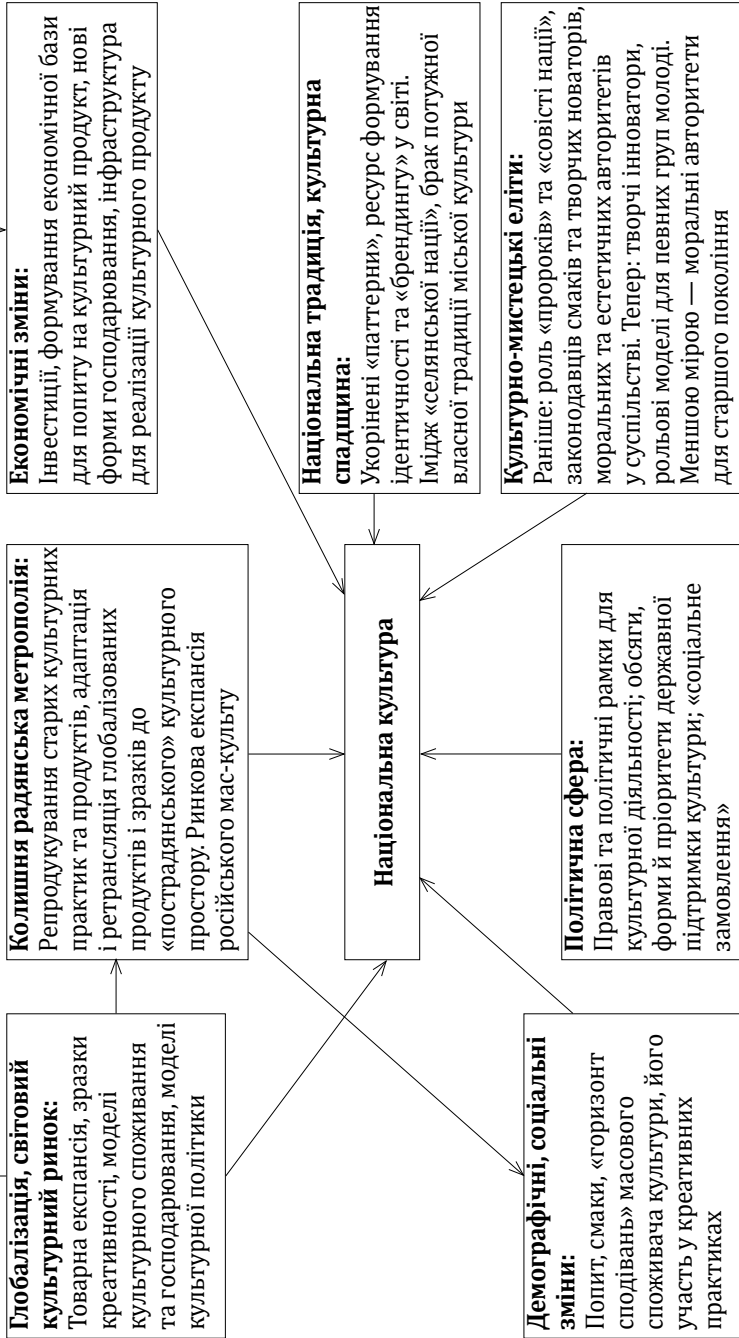 Глобалізація, світовий
культурний ринок:
Товарна експансія, зразки
креативності, моделі
культурного споживання
та господарювання, моделі
культурної політики
Колишня радянська метрополія:
Репродукування старих культурних
практик та продуктів, адаптація
і ретрансляція глобалізованих
продуктів і зразків до
«пострадянського» культурного
простору. Ринкова експансія
російського мас-культу
Економічні зміни:
Інвестиції, формування економічної бази
для попиту на культурний продукт, нові
форми господарювання, інфраструктура
для реалізації культурного продукту
Національна культура
Національна традиція, культурна
спадщина:
Укорінені «паттерни», ресурс формування
ідентичності та «брендингу» у світі.
Імідж «селянської нації», брак потужної
власної традиції міської культури
Демографічні, соціальні
зміни:
Попит, смаки, «горизонт
сподівань» масового
споживача культури, його
участь у креативних
практиках
Політична сфера:
Правові та політичні рамки для
культурної діяльності; обсяги,
форми й пріоритети державної
підтримки культури; «соціальне
замовлення»
Культурно-мистецькі еліти:
Раніше: роль «пророків» та «совісті нації»,
законодавців смаків та творчих новаторів,
моральних та естетичних авторитетів
у суспільстві. Тепер: творчі інноватори,
рольові моделі для певних груп молоді.
Меншою мірою — моральні авторитети
для старшого покоління